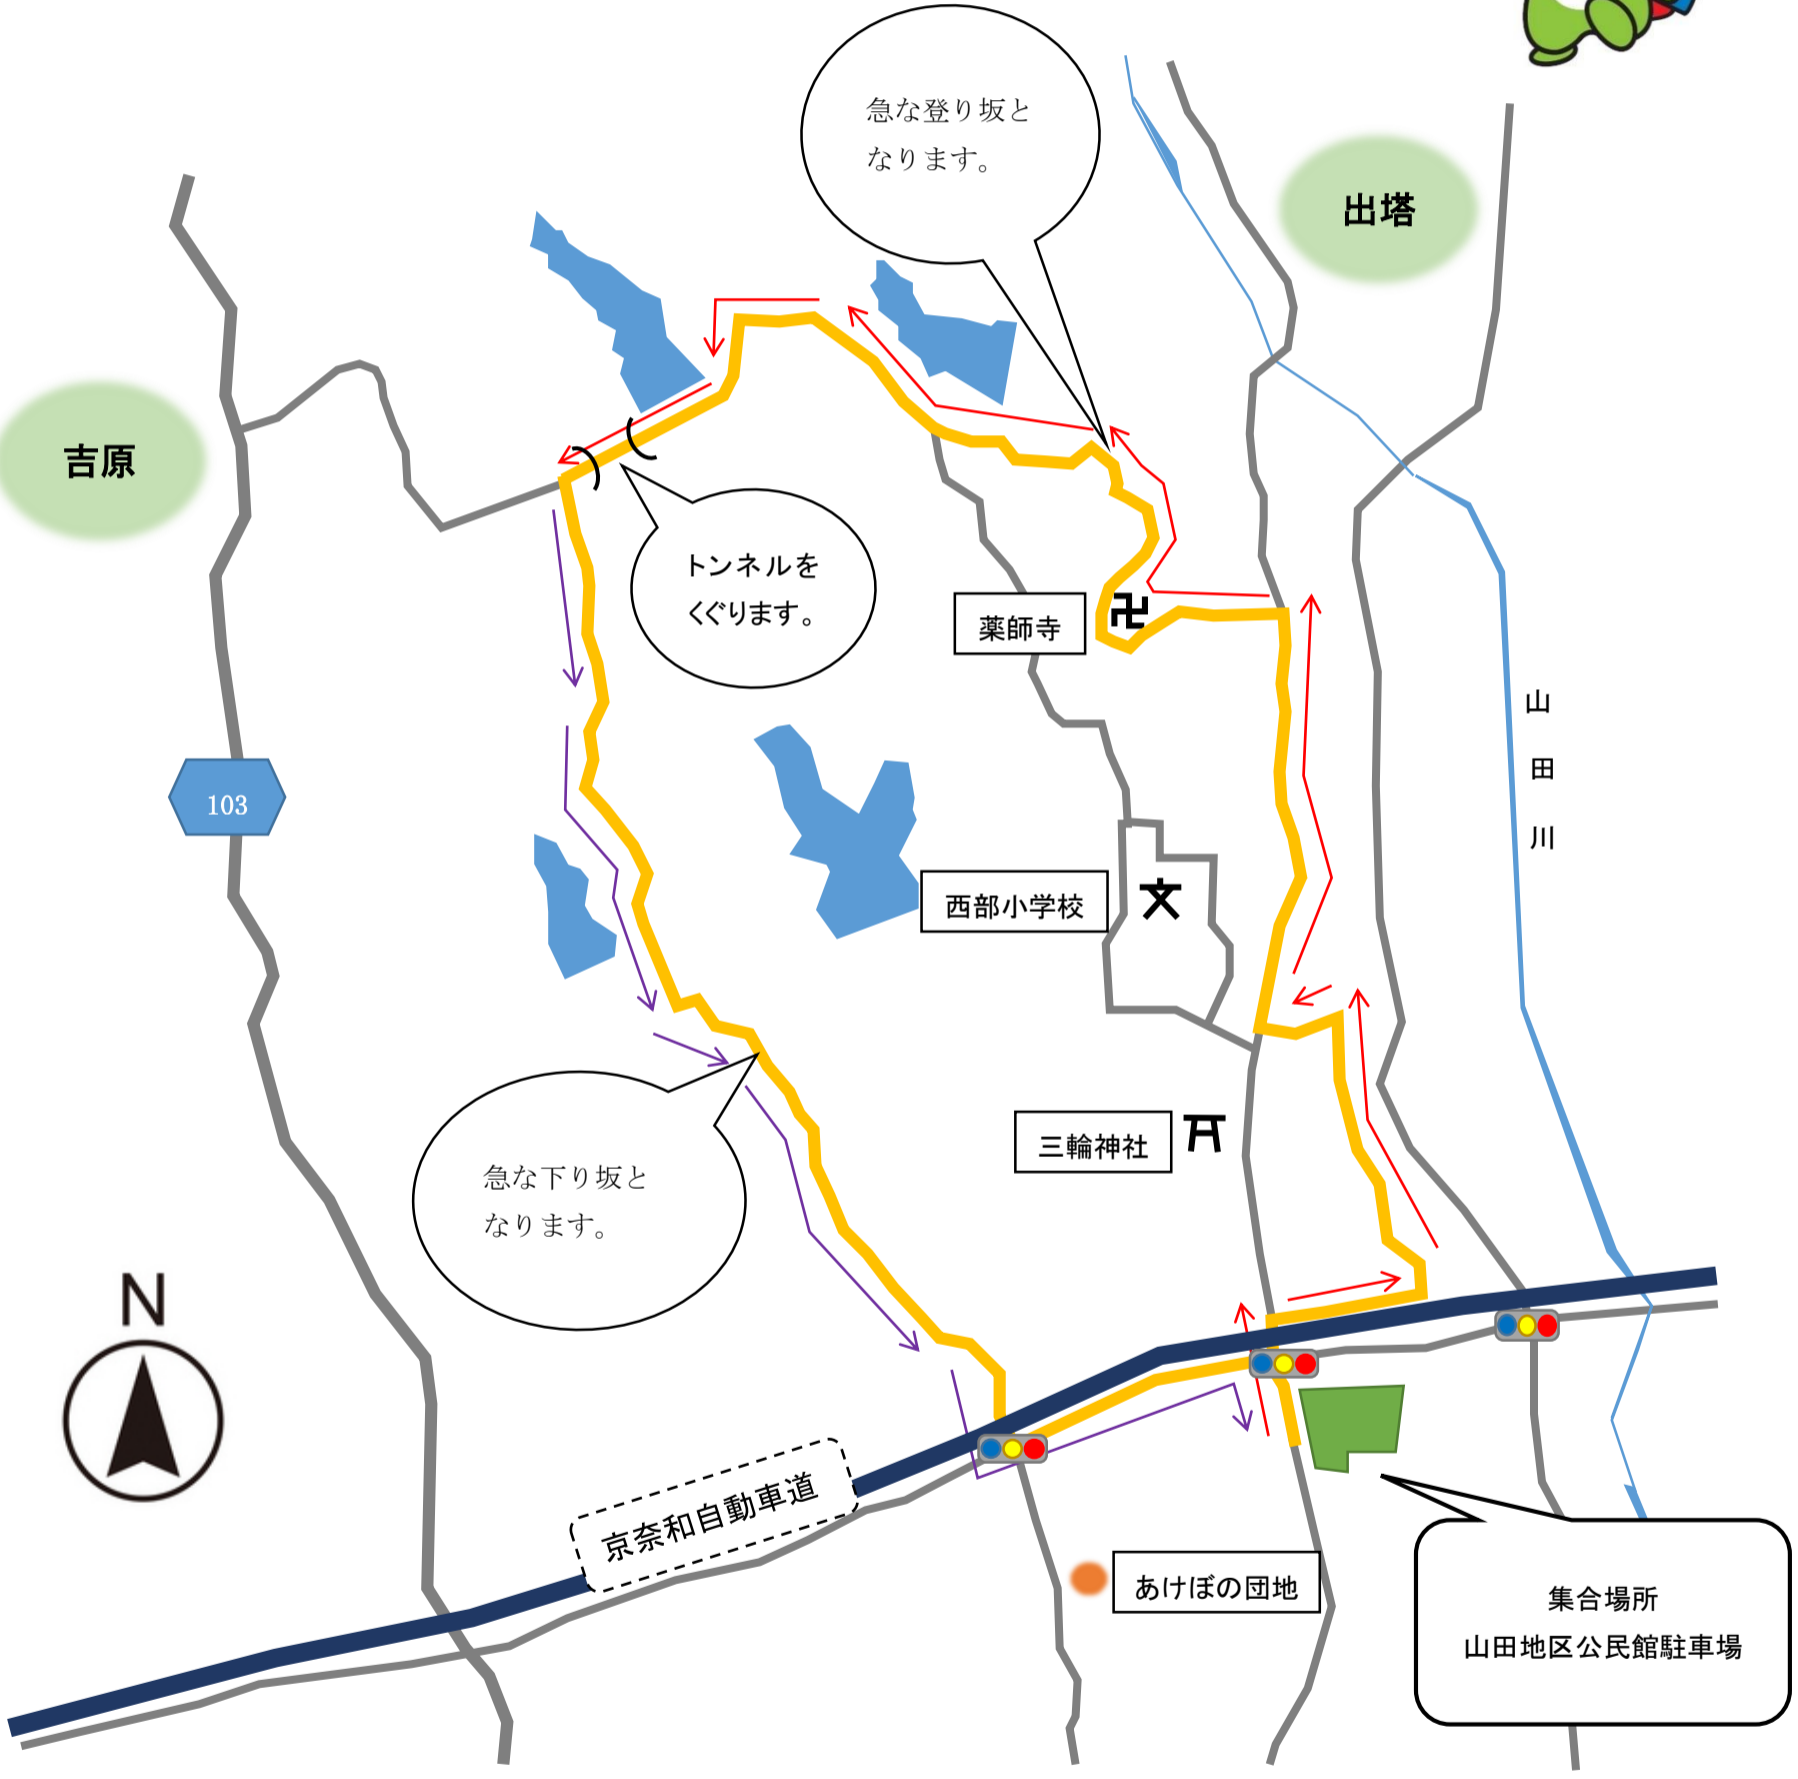 急な登り坂と
なります。
出塔
吉原
トンネルを
くぐります。
薬師寺
卍
山
田
川
103
西部小学校
文
三輪神社
急な下り坂と
なります。
N
京奈和自動車道
あけぼの団地
集合場所
山田地区公民館駐車場